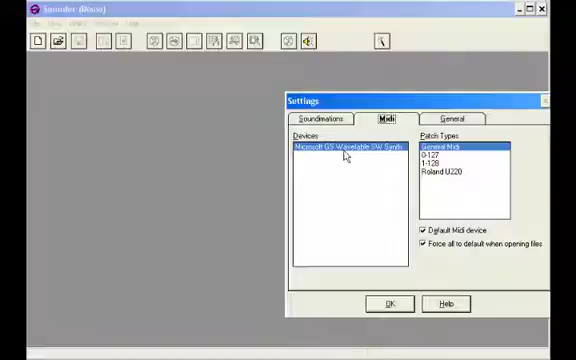 Sounder (Demo)
Settings
Soundimations
Midi
General
Devices
Microsoft GS Wavetable SW Synth
Patch Types
General Midi
0-127
1-128
Roland U220
Default Midi device
Force all to default when opening files
OK
Help